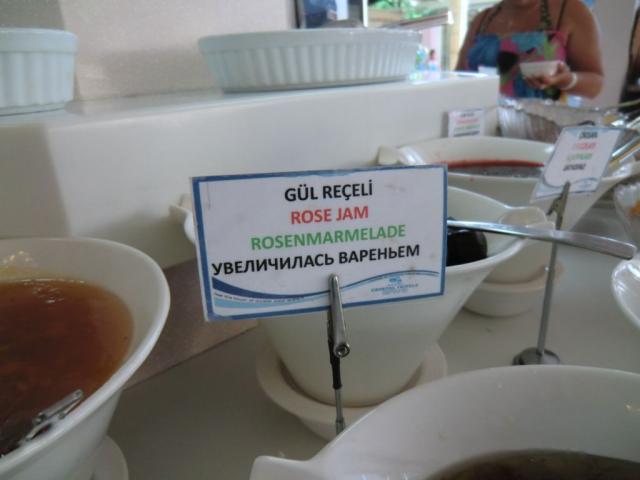 GÜL REÇELİ
ROSE JAM
ROSENMARMELADE
УВЕЛИЧИЛАСЬ ВАРЕНЬЕМ